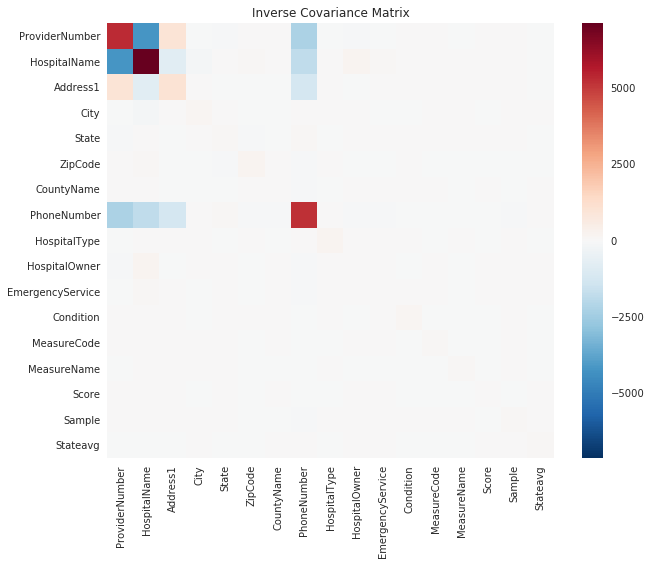 Inverse Covariance Matrix
ProviderNumber
HospitalName
Address1
City
State
ZipCode
CountyName
PhoneNumber
HospitalType
HospitalOwner
EmergencyService
Condition
MeasureCode
MeasureName
Score
Sample
Stateavg
ProviderNumber
HospitalName
Address1
City
State
ZipCode
CountyName
PhoneNumber
HospitalType
HospitalOwner
EmergencyService
Condition
MeasureCode
MeasureName
Score
Sample
Stateavg
5000
2500
0
−2500
−5000